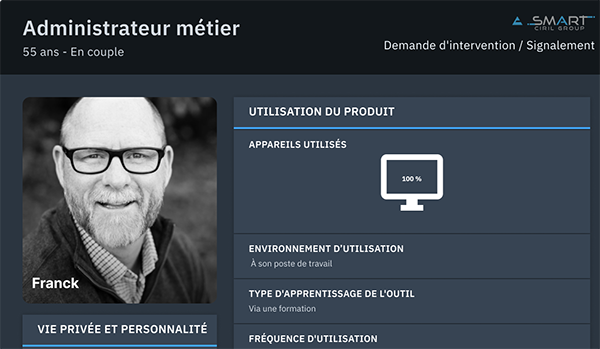 Administrateur métier
55 ans - En couple
SMART
CIRIL GROUP
Demande d'intervention / Signalement
Franck
VIE PRIVÉE ET PERSONNALITÉ
UTILISATION DU PRODUIT
APPAREILS UTILISÉS
100 %
ENVIRONNEMENT D'UTILISATION
À son poste de travail
TYPE D'APPRENTISSAGE DE L'OUTIL
Via une formation
FRÉQUENCE D'UTILISATION